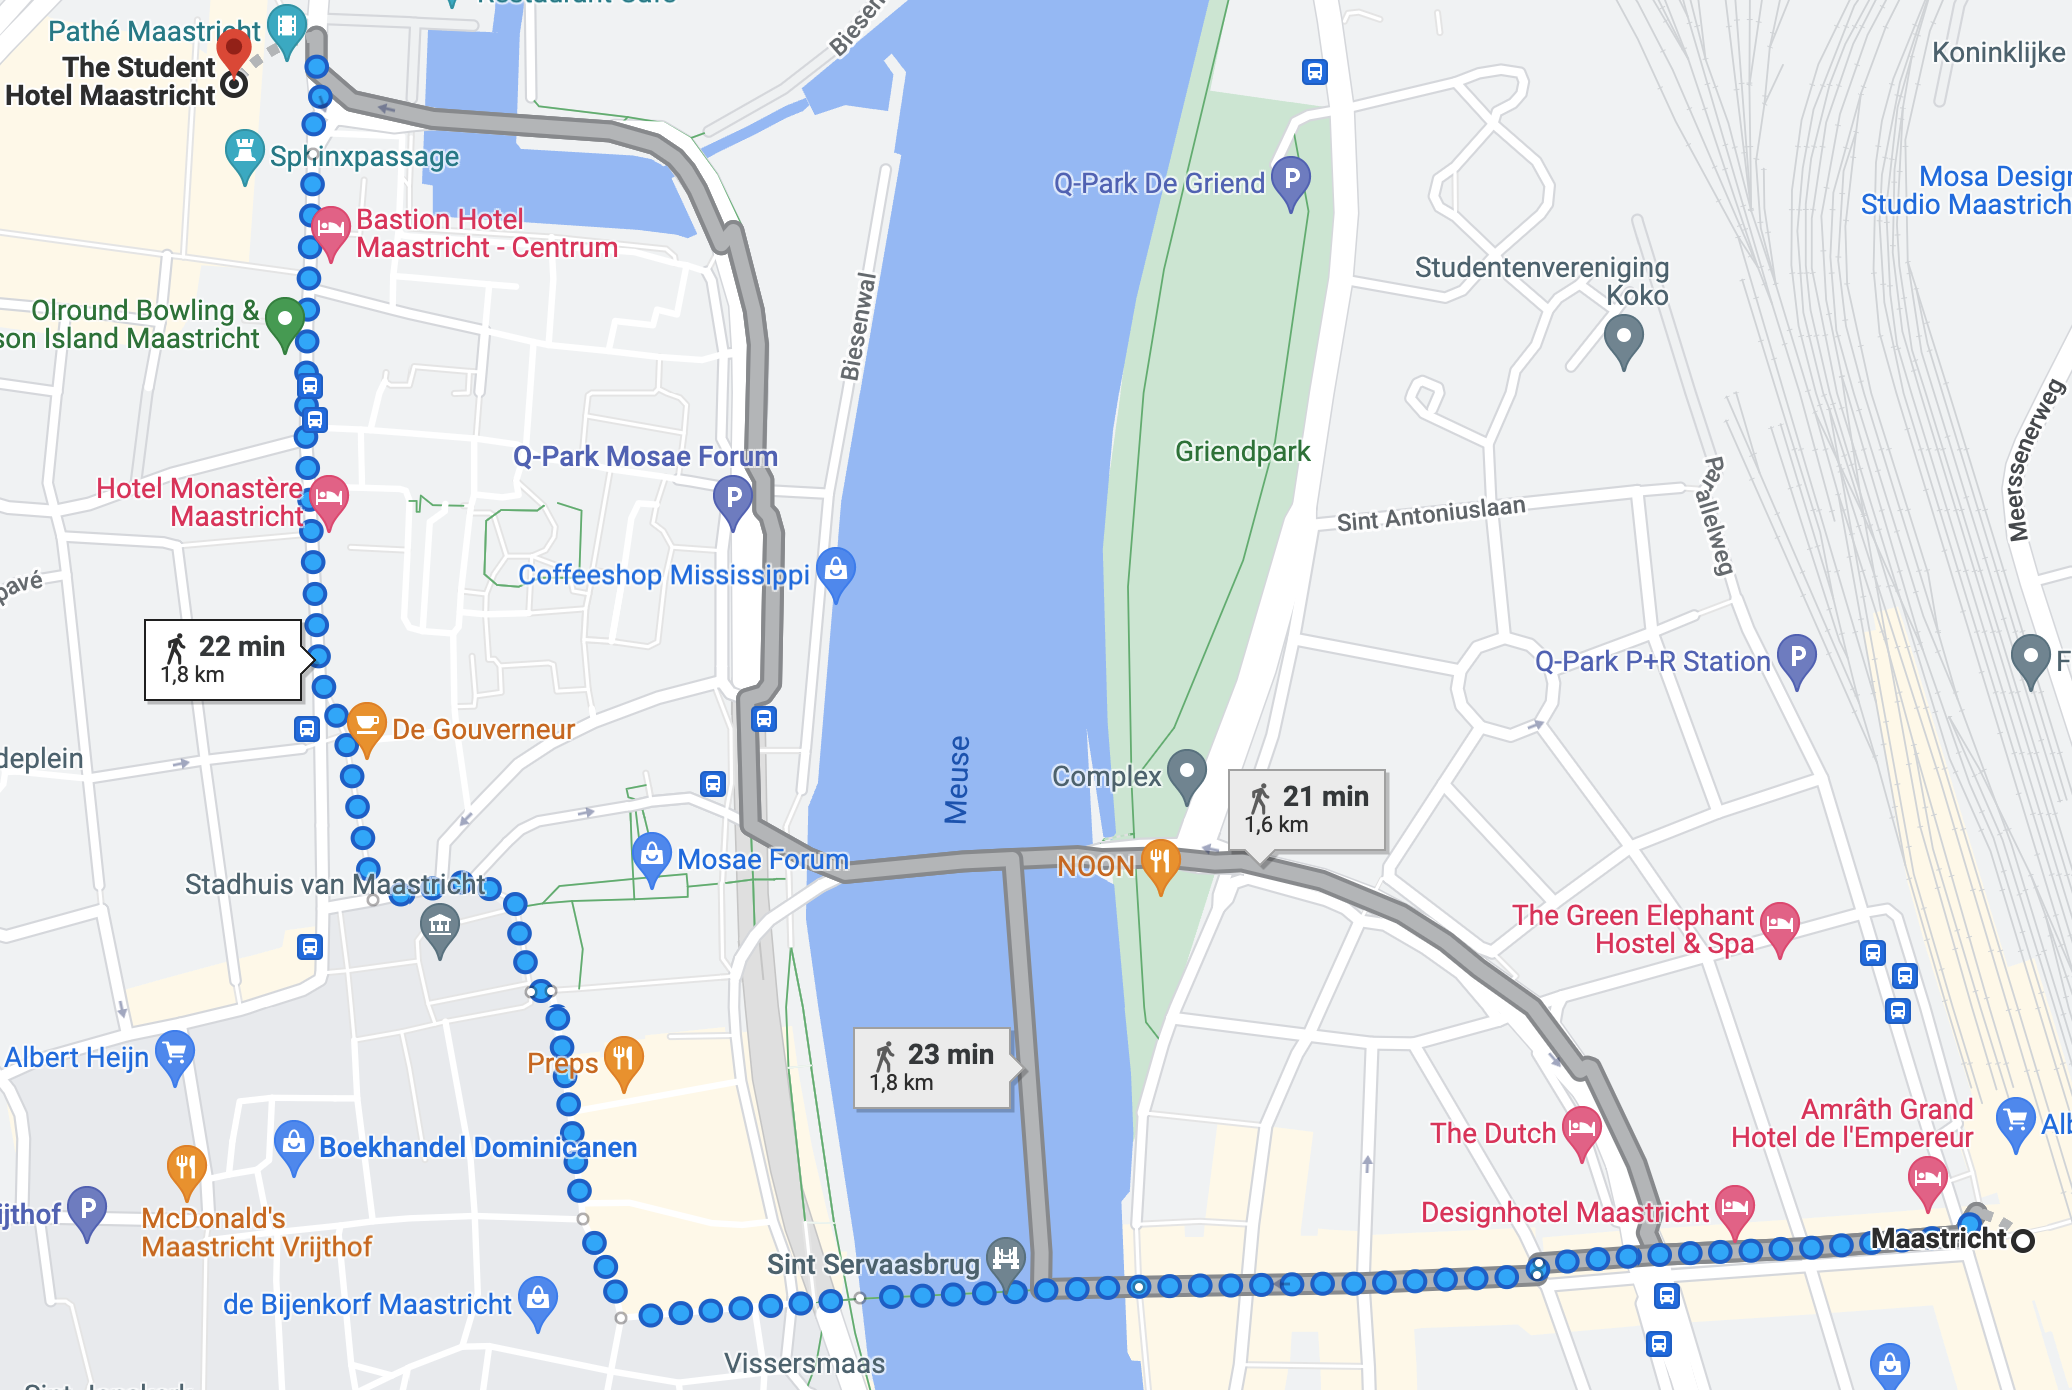 Pathé Maastricht
The Student
Hotel Maastricht
Sphinxpassage
Bastion Hotel
Maastricht - Centrum
Olround Bowling &
son Island Maastricht
Biesenwal
Q-Park De Griend
P
Koninklijke
Mosa Design
Studio Maastrich
Studentenvereniging
Koko
Meerssenerweg
Q-Park Mosae Forum
P
Griendpark
Hotel Monastère
Maastricht
Sint Antoniuslaan
Parallelweg
Coffeeshop Mississippi
pavé
22 min
1,8 km
Q-Park P+R Station
P
F
De Gouverneur
deplein
Meuse
Complex
21 min
1,6 km
Mosae Forum
NOON
Stadhuis van Maastricht
The Green Elephant
Hostel & Spa
23 min
1,8 km
Albert Heijn
Preps
The Dutch
Amrâth Grand
Hotel de l'Empereur
Alb
Boekhandel Dominicanen
ijthof
P
McDonald's
Maastricht Vrijthof
Designhotel Maastricht
Maastricht
Sint Servaasbrug
de Bijenkorf Maastricht
Vissersmaas